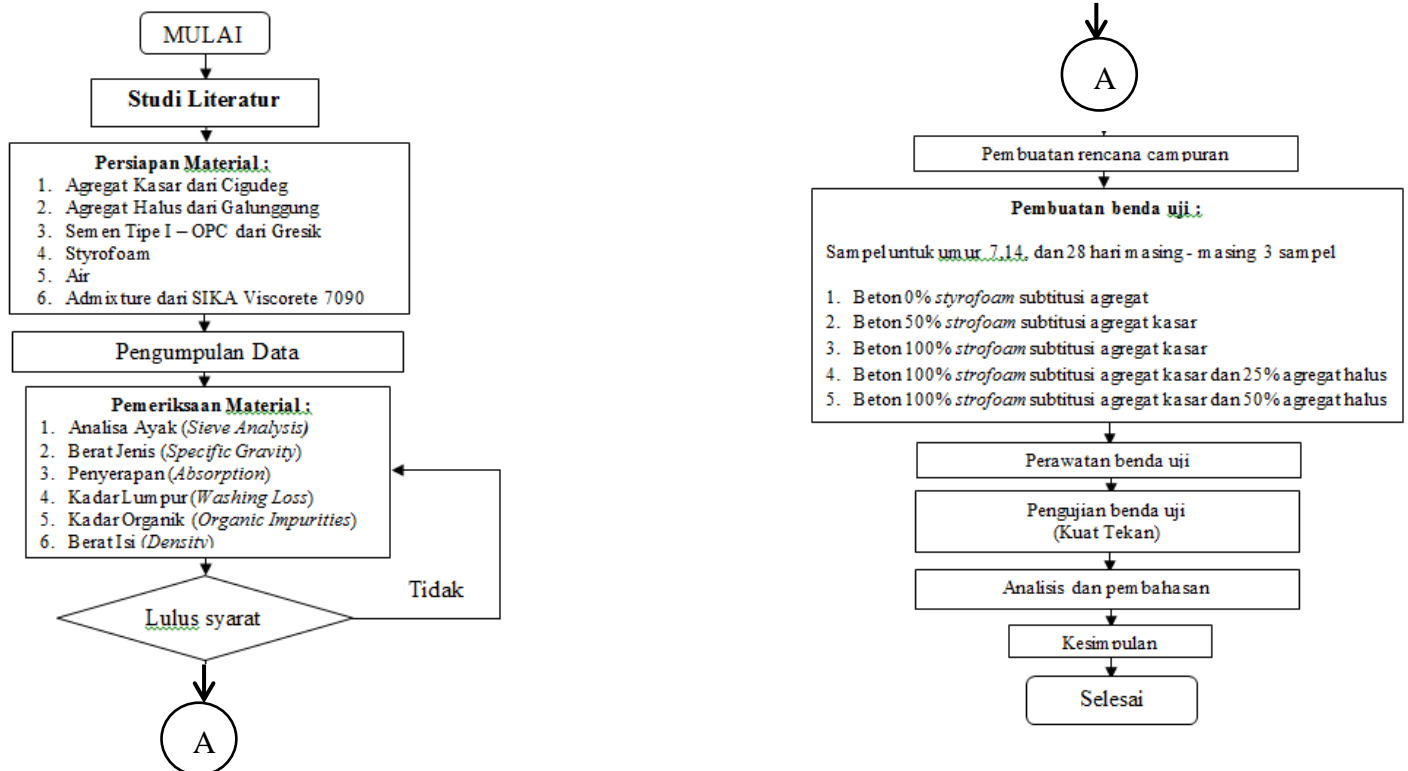 MULAI
Studi Literatur
Persiapan Material :
1. Agregat Kasar dari Cigudeg
2. Agregat Halus dari Galunggung
3. Semen Tipe I – OPC dari Gresik
4. Styrofoam
5. Air
6. Admixture dari SIKA Viscorete 7090
Pengumpulan Data
Pemeriksaan Material :
1. Analisa Ayak (Sieve Analysis)
2. Berat Jenis (Specific Gravity)
3. Penyerapan (Absorption)
4. Kadar Lumpur (Washing Loss)
5. Kadar Organik (Organic Impurities)
6. Berat Isi (Density)
Tidak
Lulus syarat
A
A
Pembuatan rencana campuran
Pembuatan benda uji :
Sampel untuk umur 7,14, dan 28 hari masing - masing 3 sampel
1. Beton 0% styrofoam subtitusi agregat
2. Beton 50% strofoam subtitusi agregat kasar
3. Beton 100% strofoam subtitusi agregat kasar
4. Beton 100% strofoam subtitusi agregat kasar dan 25% agregat halus
5. Beton 100% strofoam subtitusi agregat kasar dan 50% agregat halus
Perawatan benda uji
Pengujian benda uji
(Kuat Tekan)
Analisis dan pembahasan
Kesimpulan
Selesai